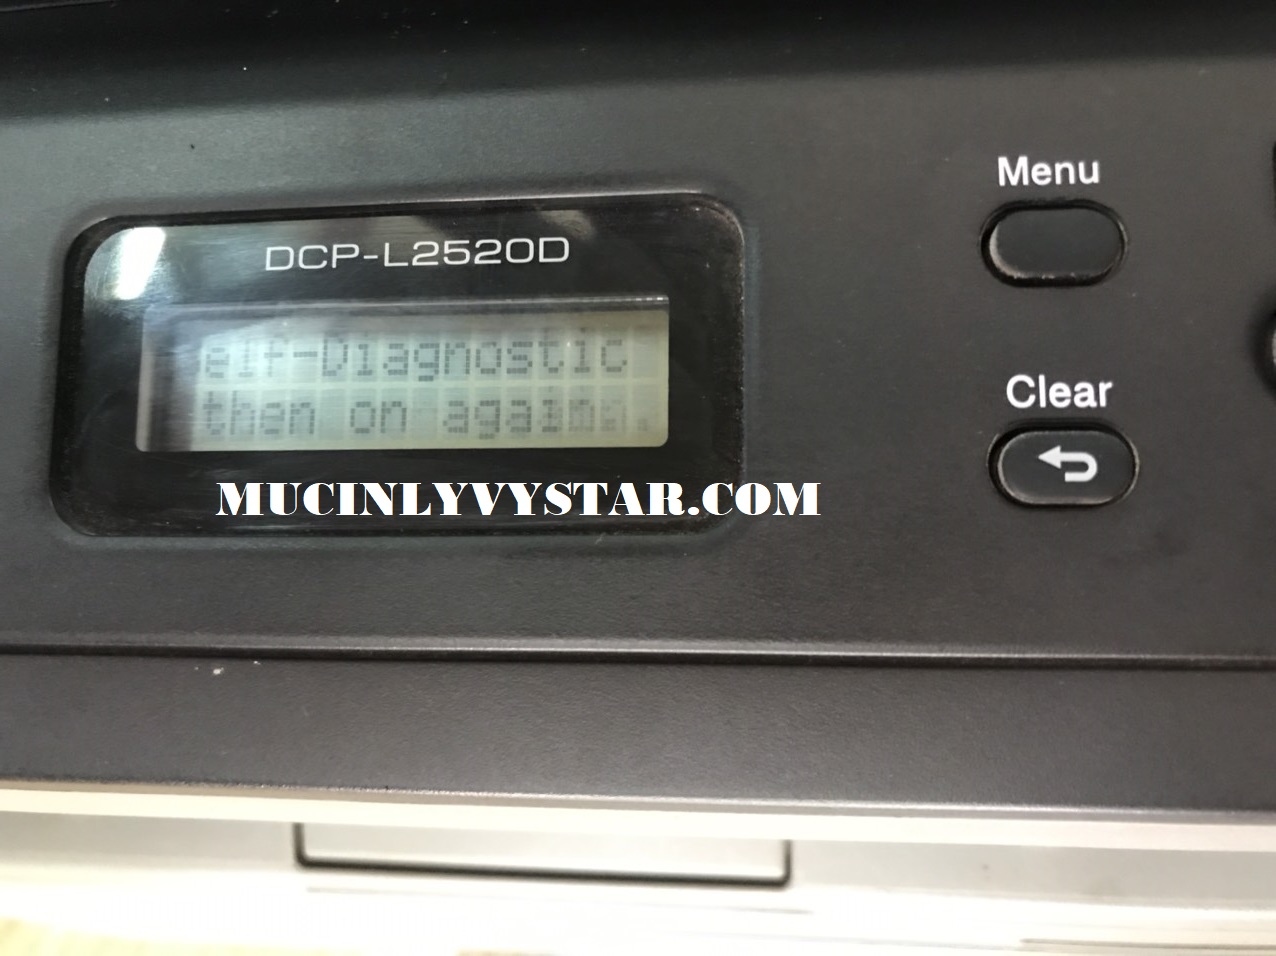 DCP-L2520D
elf-Diagnostic
then on again
MUCINLYVYSTAR.COM
Menu
Clear